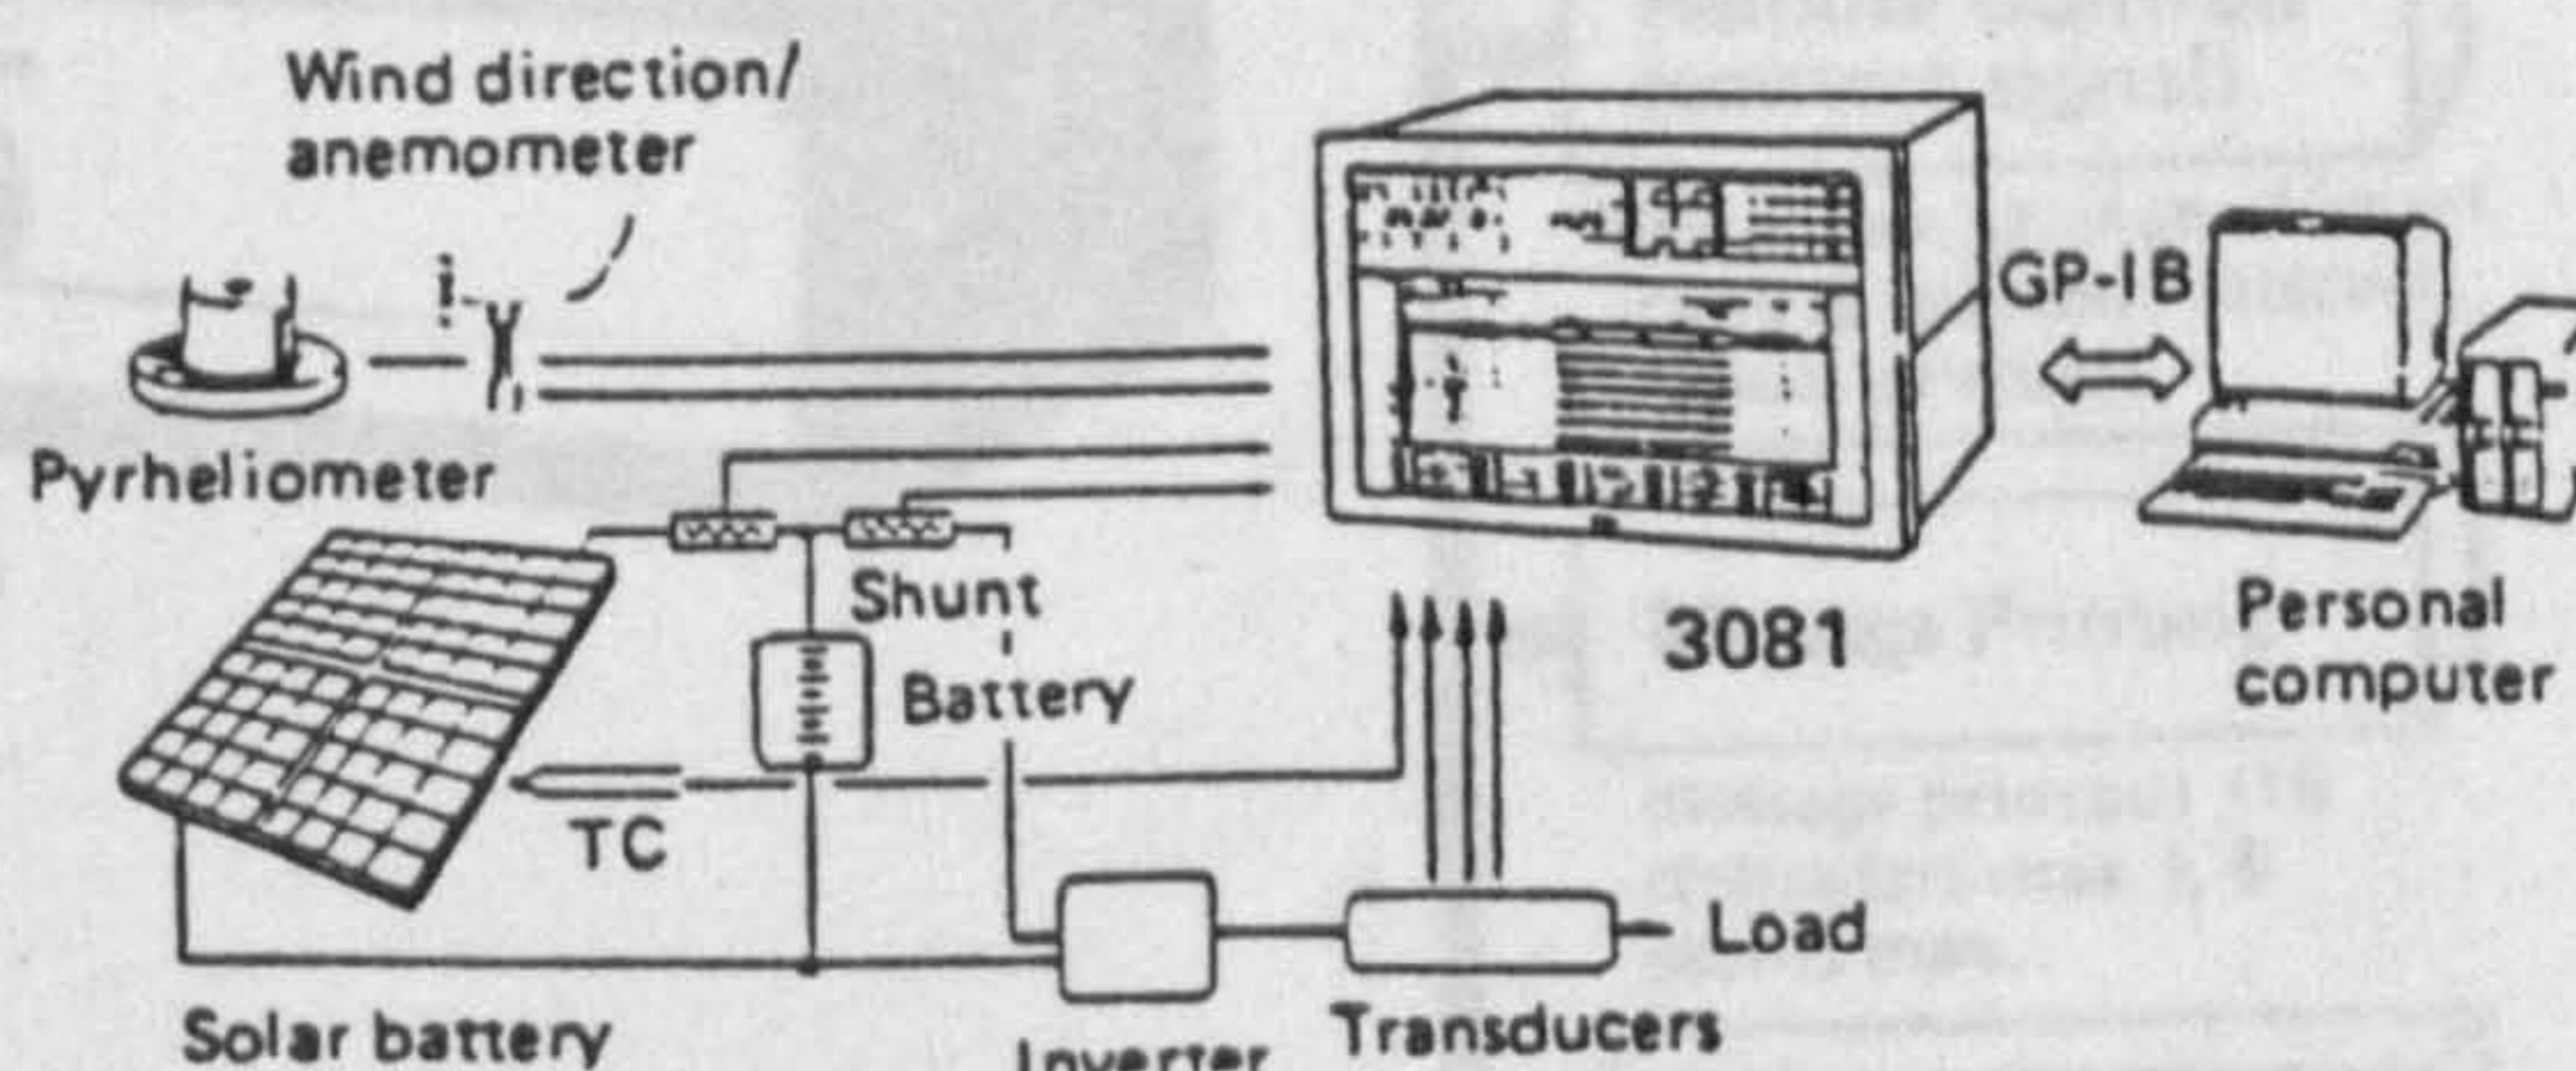 Wind direction/
anemometer
Pyrheliometer
GP-IB
Shunt
3081
Personal
computer
Battery
TC
Load
Solar battery
Inverter
Transducers